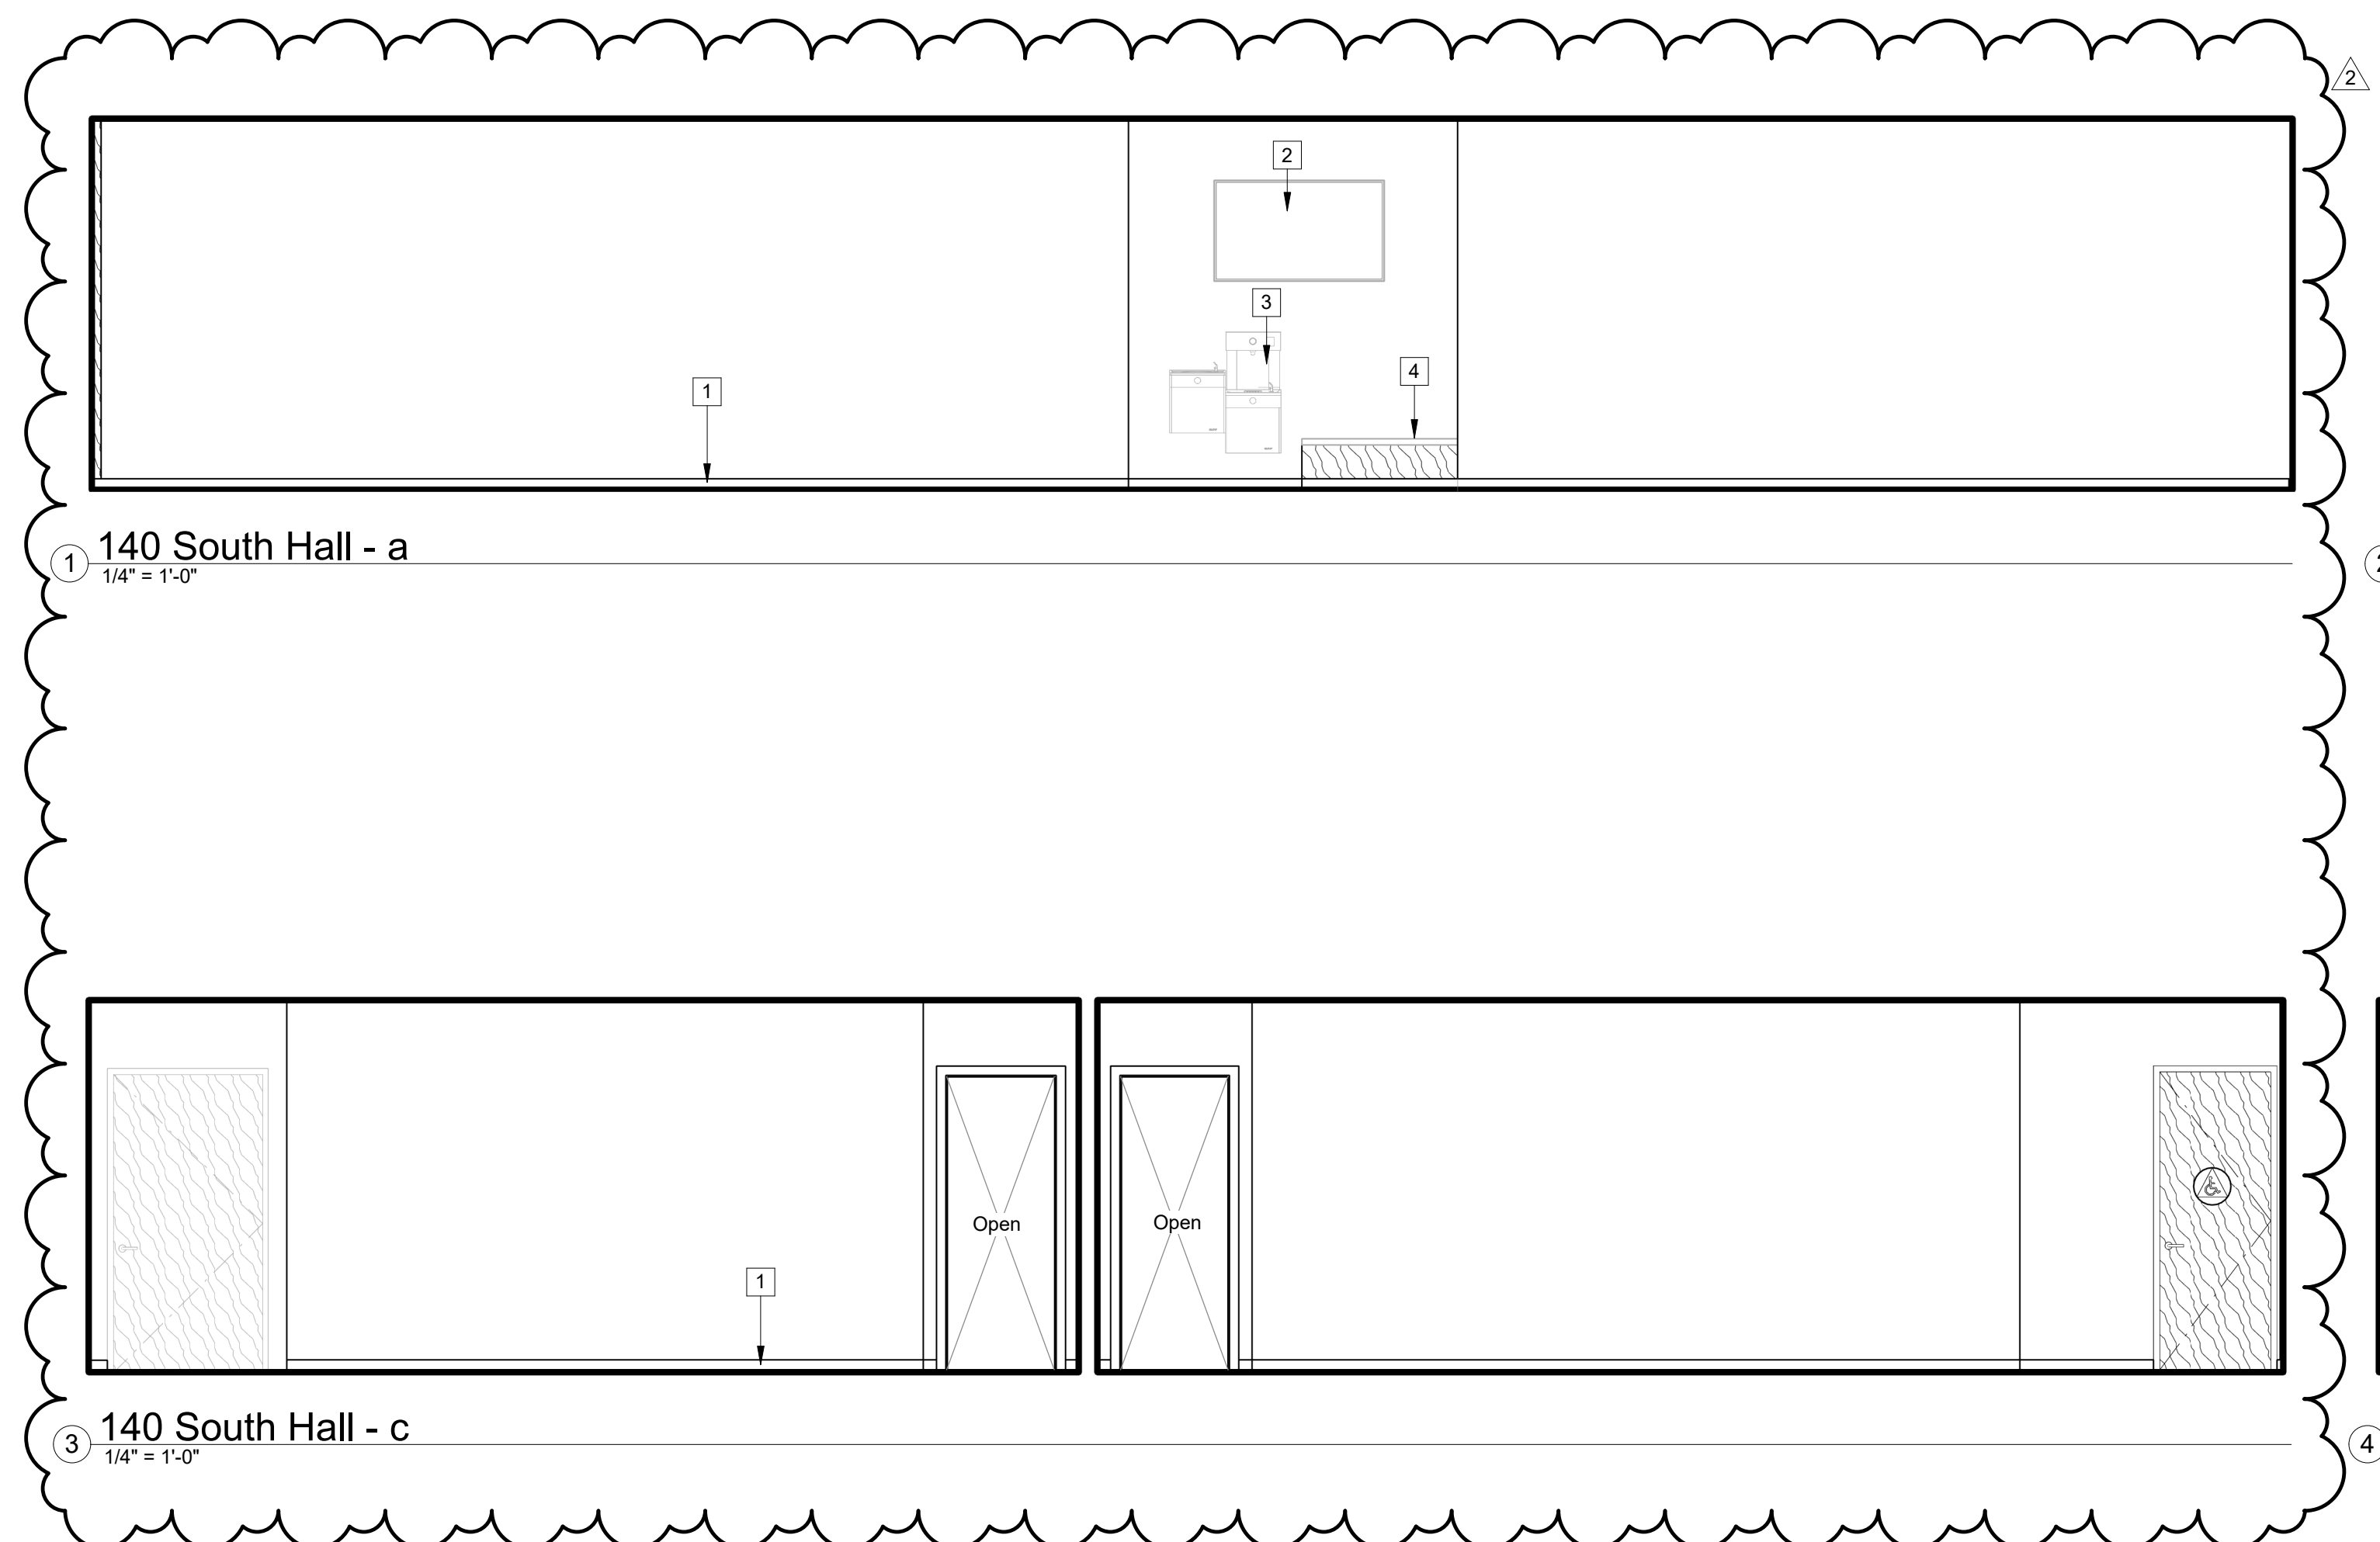 2
2
3
4
1
1 140 South Hall - a
1/4" = 1'-0"
Open
Open
1
3 140 South Hall - c
1/4" = 1'-0"
4